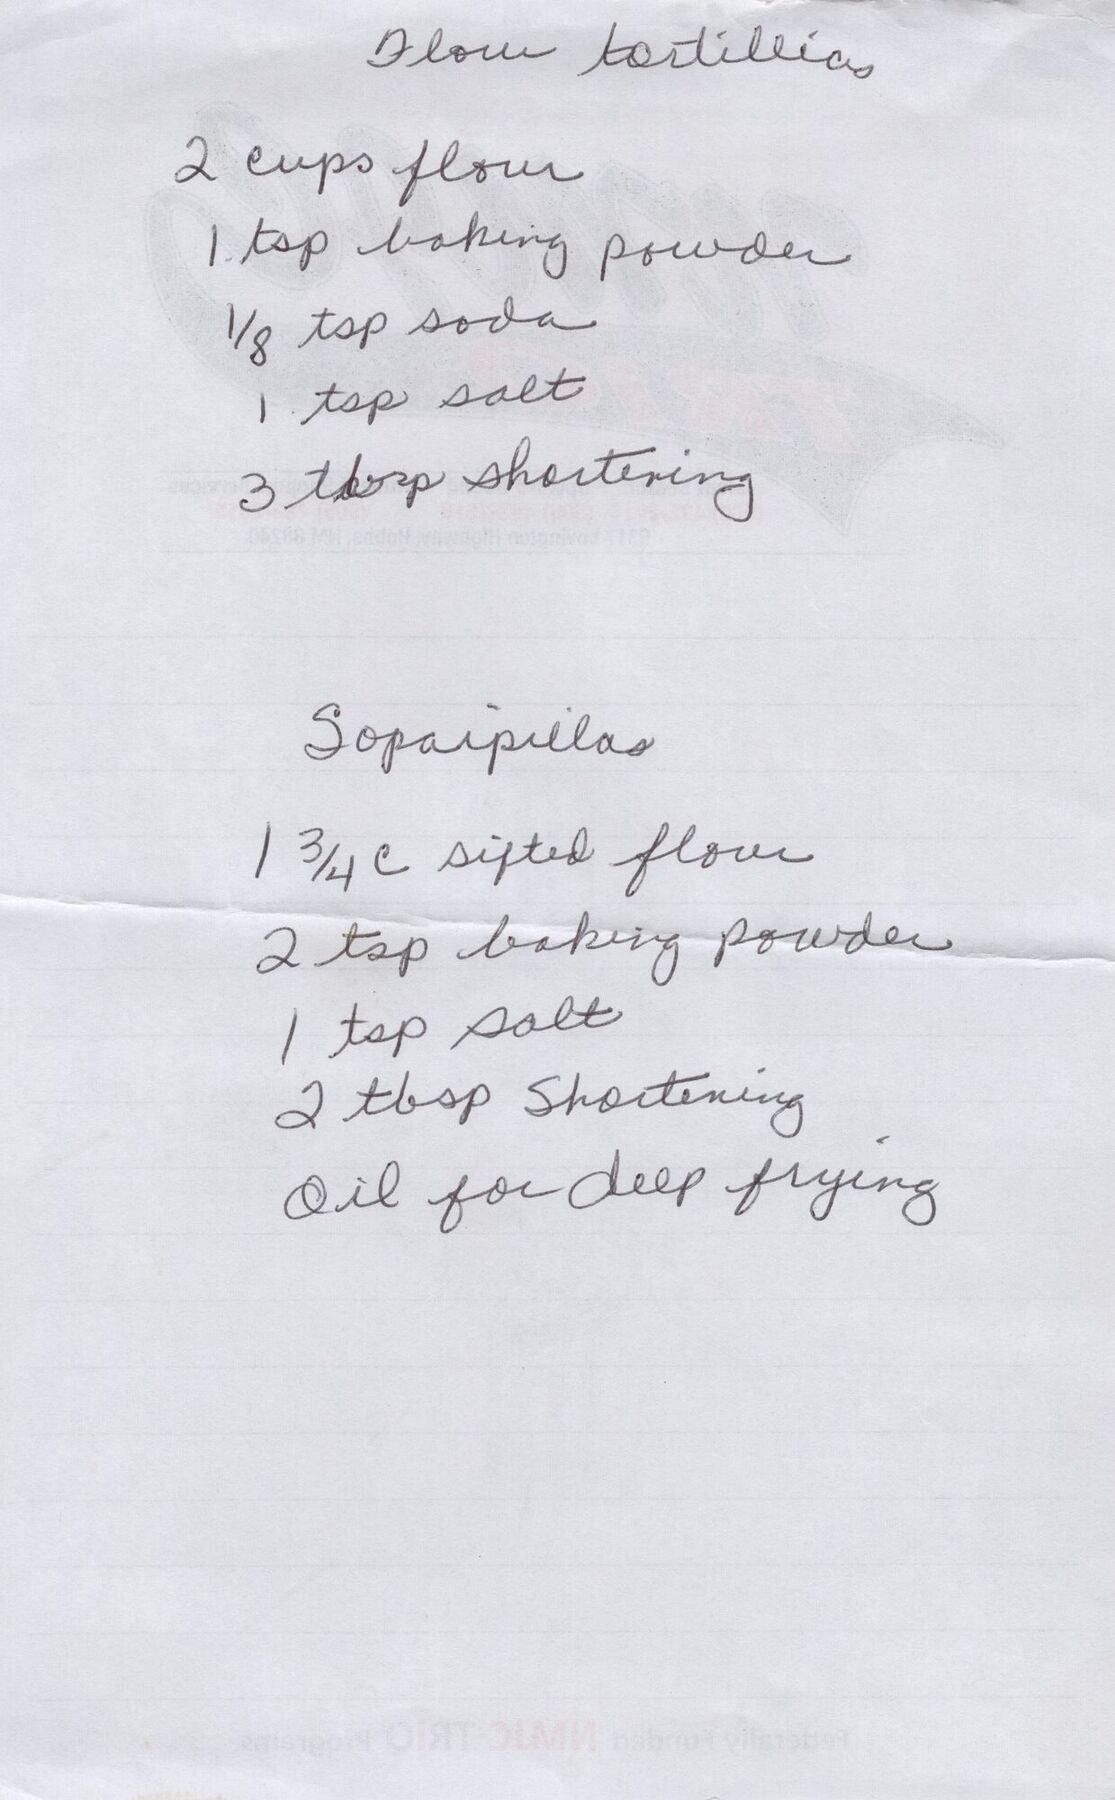 Flour tortillias
2 cups flour
1 tsp baking powder
1/8 tsp soda
1 tsp salt
3 tbsp shortening
Sopaipillas
1 3/4 c sifted flour
2 tsp baking powder
1 tsp salt
2 tbsp Shortening
Oil for deep frying
Federally Funded NMJC TRiO Programs